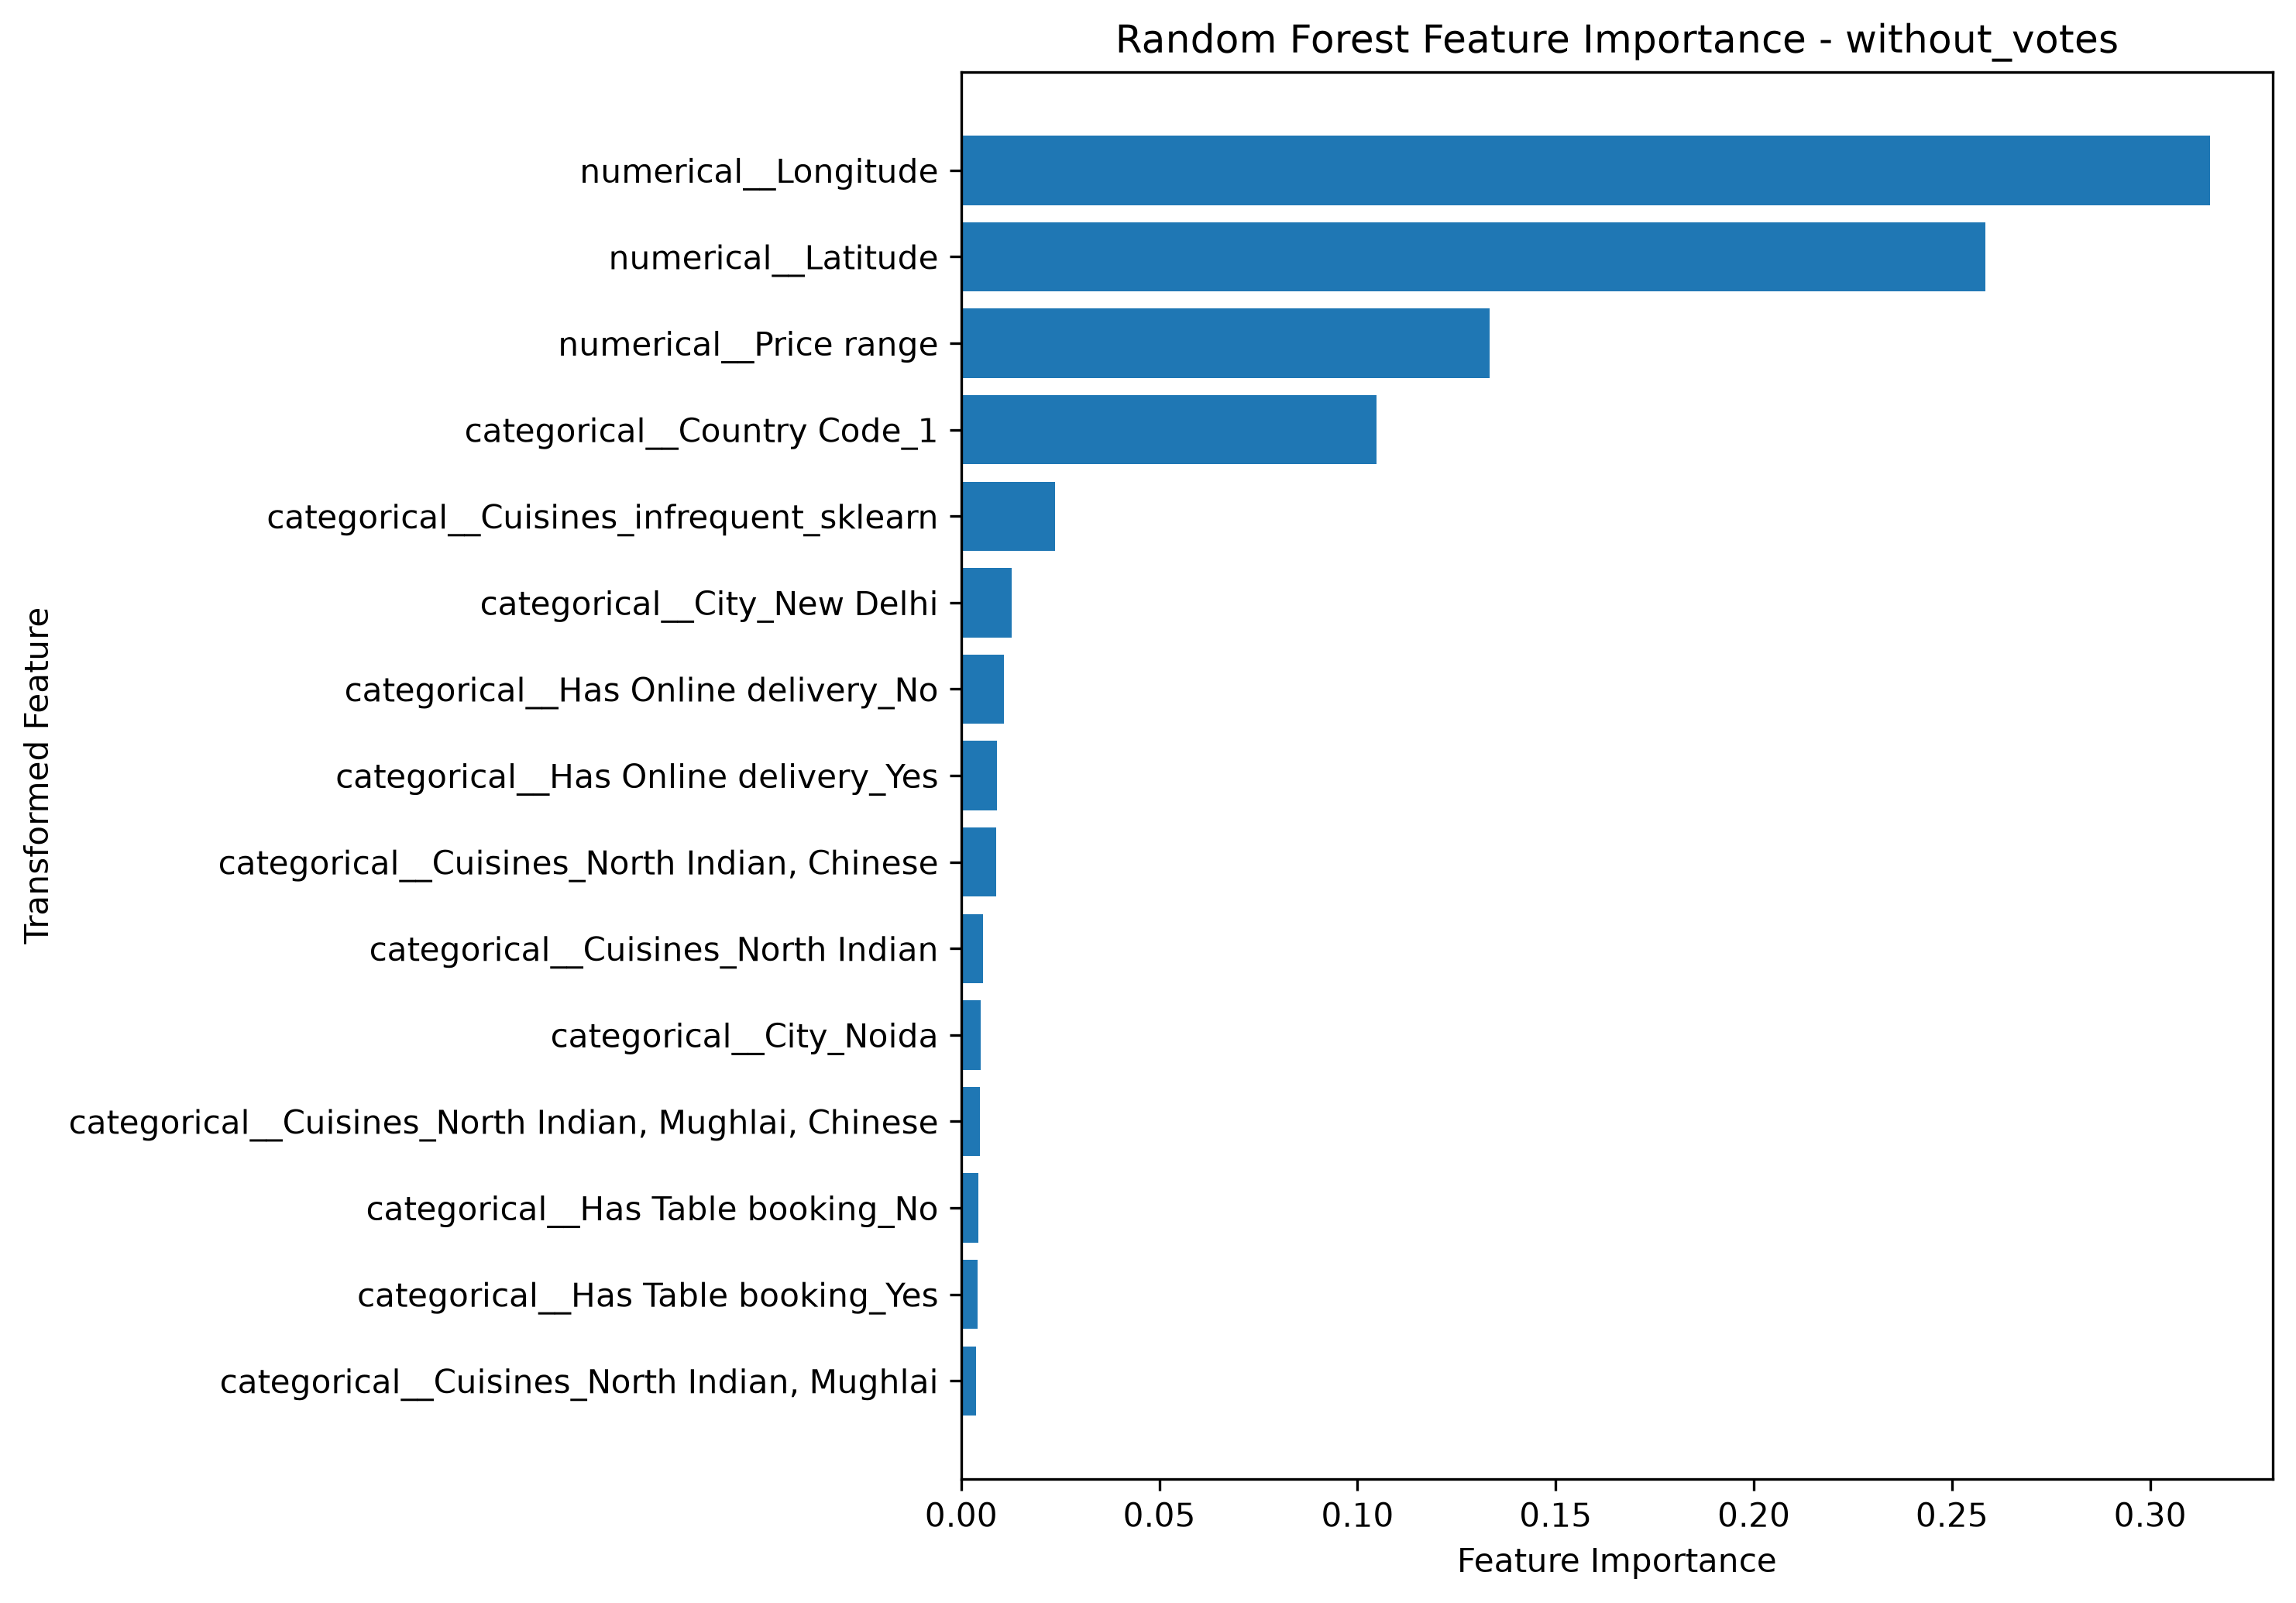 Random Forest Feature Importance - without_votes
Transformed Feature
numerical__Longitude
numerical__Latitude
numerical__Price range
categorical__Country Code_1
categorical__Cuisines_infrequent_sklearn
categorical__City_New Delhi
categorical__Has Online delivery_No
categorical__Has Online delivery_Yes
categorical__Cuisines_North Indian, Chinese
categorical__Cuisines_North Indian
categorical__City_Noida
categorical__Cuisines_North Indian, Mughlai, Chinese
categorical__Has Table booking_No
categorical__Has Table booking_Yes
categorical__Cuisines_North Indian, Mughlai
0.00 0.05 0.10 0.15 0.20 0.25 0.30
Feature Importance